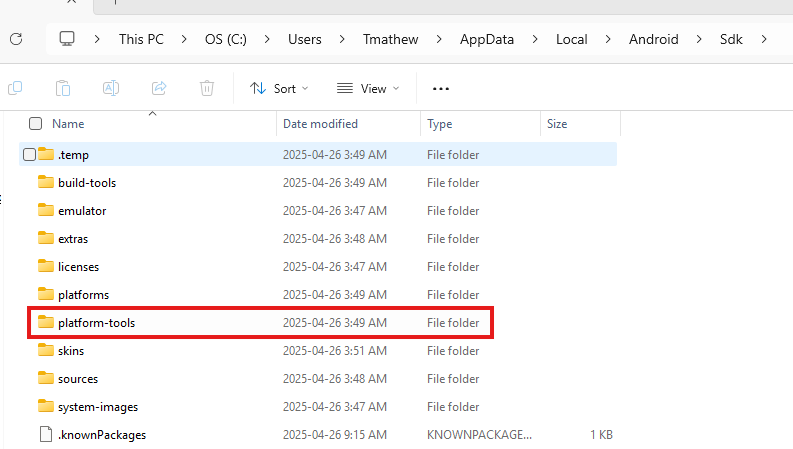 This PC > OS (C:) > Users > Tmathew > AppData > Local > Android > Sdk >
Sort View ...
Name Date modified Type Size
.temp 2025-04-26 3:49 AM File folder
build-tools 2025-04-26 3:49 AM File folder
emulator 2025-04-26 3:47 AM File folder
extras 2025-04-26 3:48 AM File folder
licenses 2025-04-26 3:47 AM File folder
platforms 2025-04-26 3:49 AM File folder
platform-tools 2025-04-26 3:49 AM File folder
skins 2025-04-26 3:51 AM File folder
sources 2025-04-26 3:48 AM File folder
system-images 2025-04-26 3:47 AM File folder
.knownPackages 2025-04-26 9:15 AM KNOWNPACKAGE... 1 KB